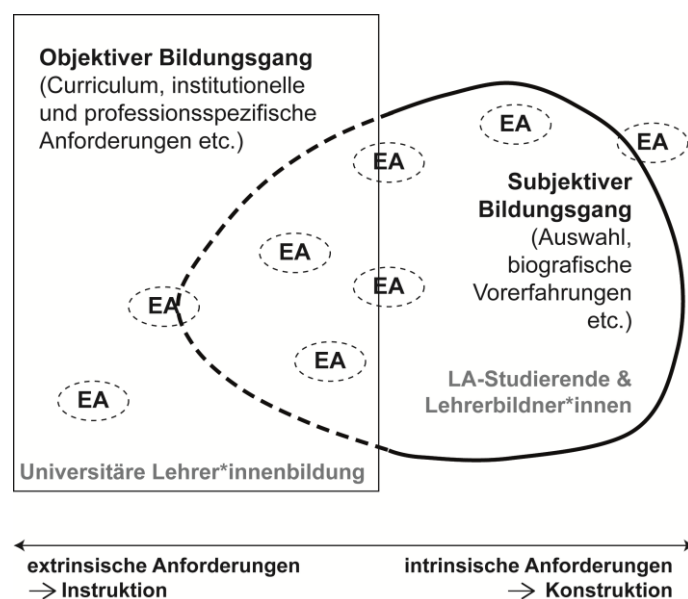 Objektiver Bildungsgang
(Curriculum, institutionelle
und professionsspezifische
Anforderungen etc.)
EA
EA
EA
Subjektiver
Bildungsgang
(Auswahl,
biografische
Vorerfahrungen
etc.)
EA
EA
EA
EA
EA
LA-Studierende &
Lehrerbildner*innen
Universitäre Lehrer*innenbildung
extrinsische Anforderungen
→ Instruktion
intrinsische Anforderungen
→ Konstruktion